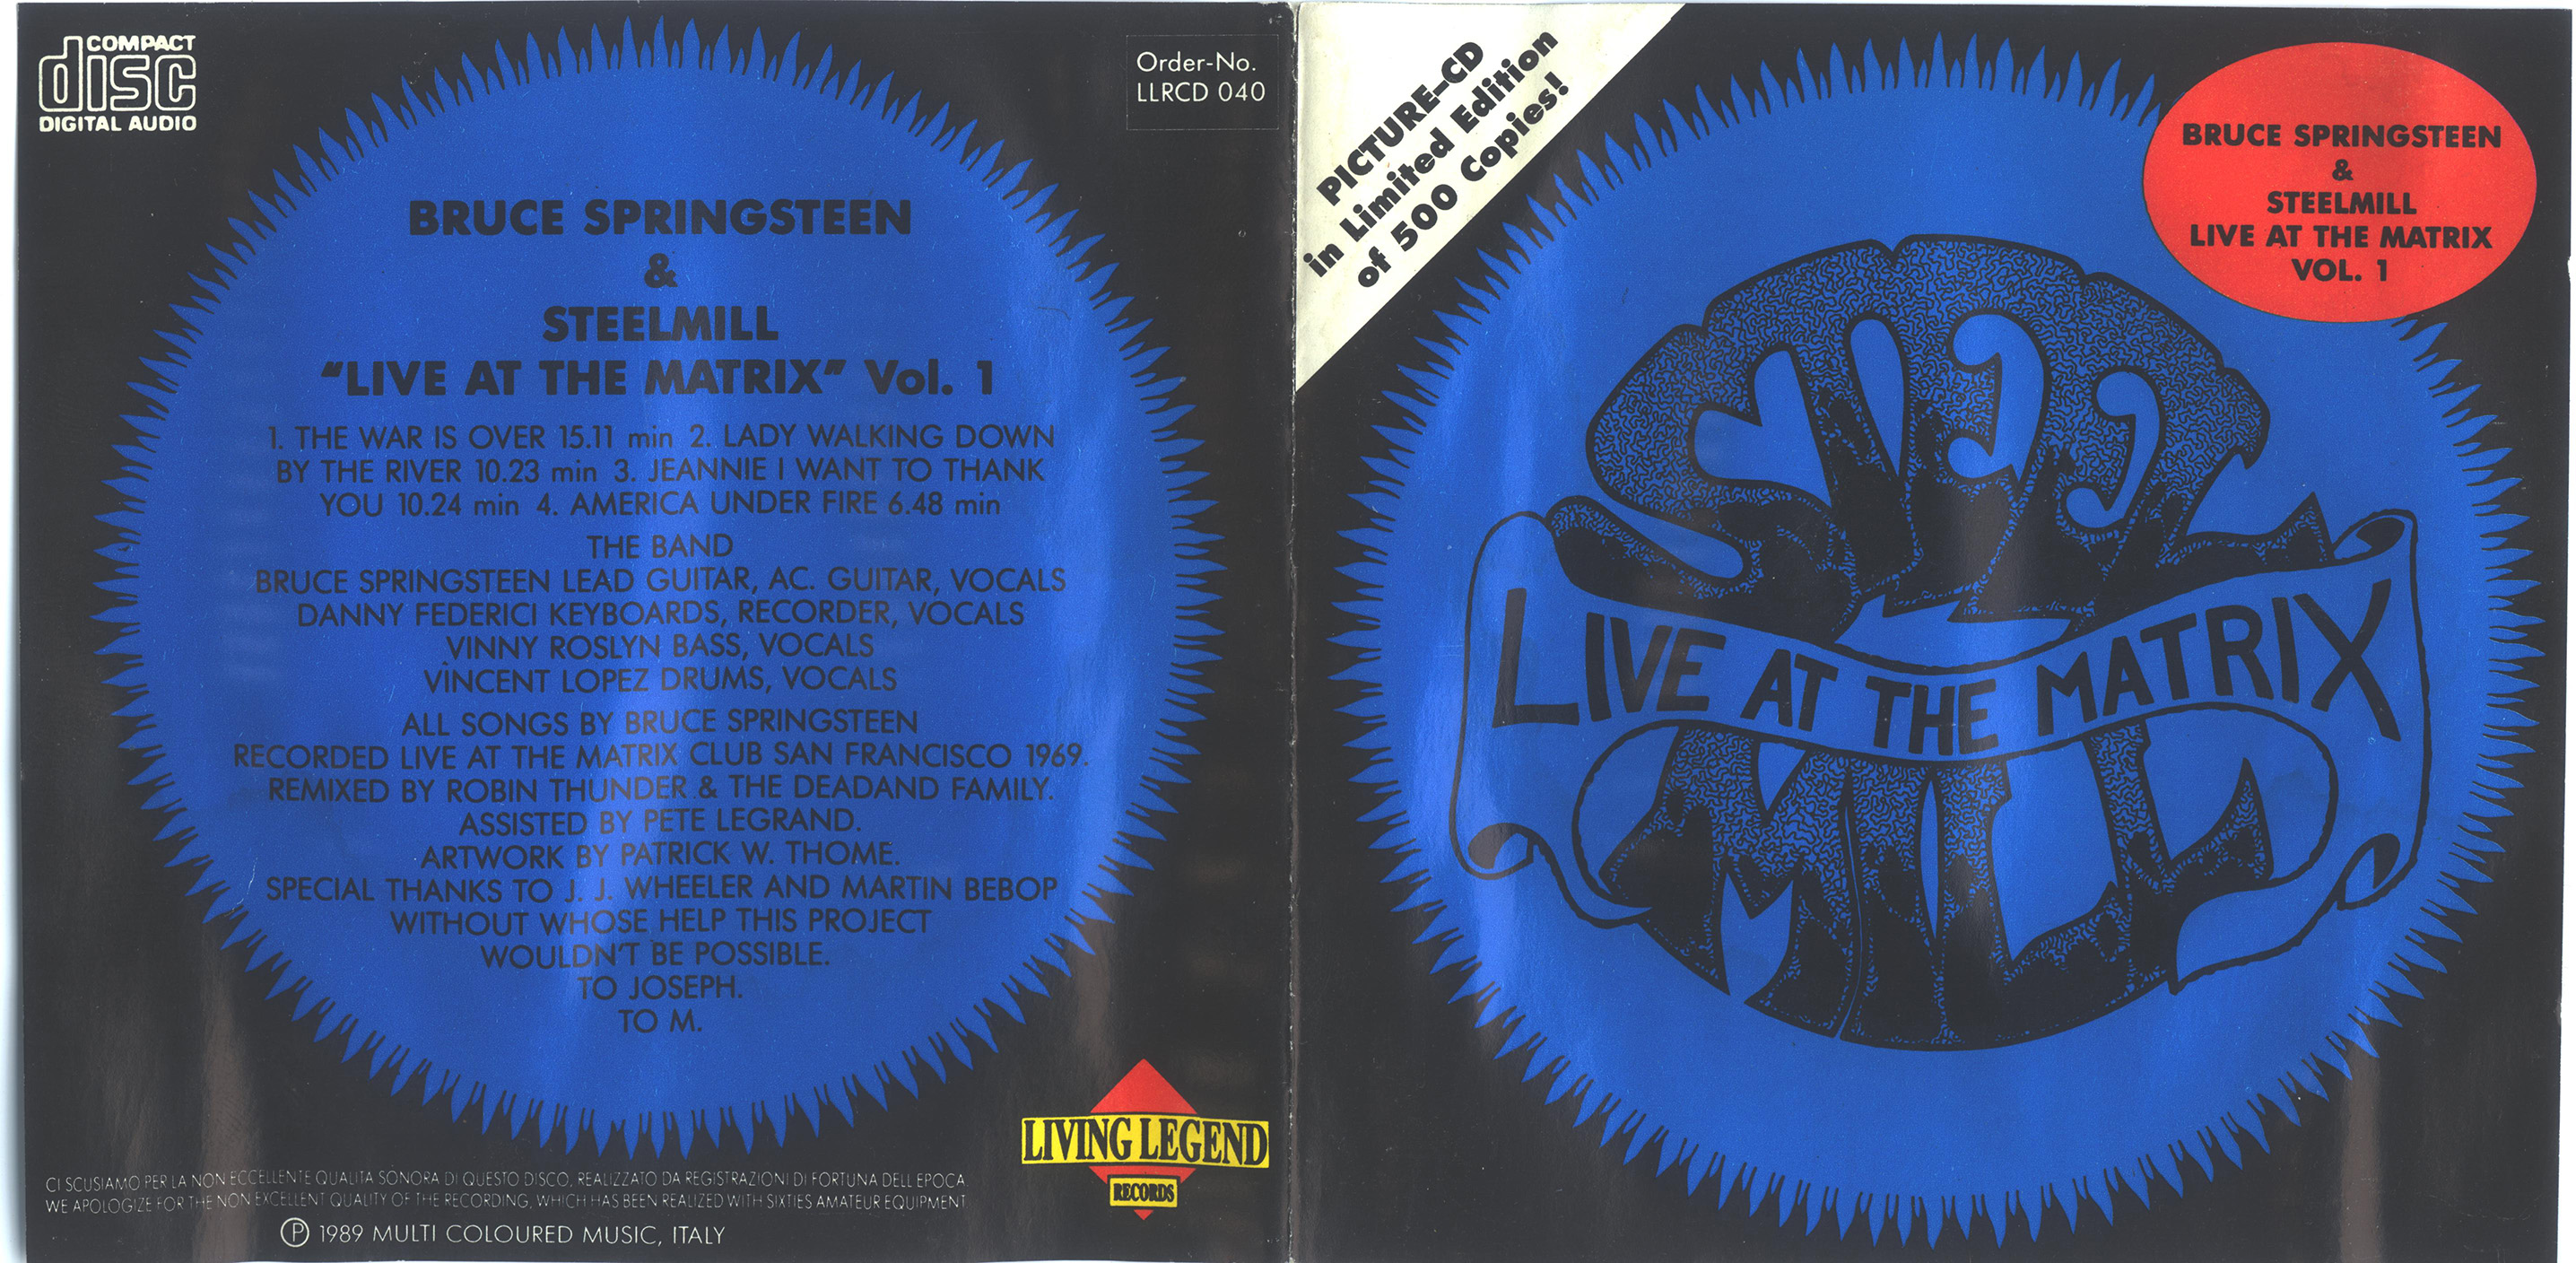 COMPACT
disc
DIGITAL AUDIO
Order-No.
LLRCD 040
BRUCE SPRINGSTEEN
&
STEELMILL
"LIVE AT THE MATRIX" Vol. 1
1. THE WAR IS OVER 15.11 min 2. LADY WALKING DOWN
BY THE RIVER 10.23 min 3. JEANNIE I WANT TO THANK
YOU 10.24 min 4. AMERICA UNDER FIRE 6.48 min
THE BAND
BRUCE SPRINGSTEEN LEAD GUITAR, AC. GUITAR, VOCALS
DANNY FEDERICI KEYBOARDS, RECORDER, VOCALS
VINNY ROSLYN BASS, VOCALS
VINCENT LOPEZ DRUMS, VOCALS
ALL SONGS BY BRUCE SPRINGSTEEN
RECORDED LIVE AT THE MATRIX CLUB SAN FRANCISCO 1969.
REMIXED BY ROBIN THUNDER & THE DEADAND FAMILY.
ASSISTED BY PETE LEGRAND.
ARTWORK BY PATRICK W. THOME.
SPECIAL THANKS TO J. J. WHEELER AND MARTIN BEBOP
WITHOUT WHOSE HELP THIS PROJECT
WOULDN'T BE POSSIBLE.
TO JOSEPH.
TO M.
LIVING LEGEND
RECORDS
CI SCUSIAMO PER LA NON ECCELLENTE QUALITA SONORA DI QUESTO DISCO, REALIZZATO DA REGISTRAZIONI DI FORTUNA DELL EPOCA.
WE APOLOGIZE FOR THE NON EXCELLENT QUALITY OF THE RECORDING, WHICH HAS BEEN REALIZED WITH SIXTIES AMATEUR EQUIPMENT.
Ⓟ 1989 MULTI COLOURED MUSIC, ITALY
PICTURE-CD
in Limited Edition
of 500 Copies!
BRUCE SPRINGSTEEN
&
STEELMILL
LIVE AT THE MATRIX
VOL. 1
STEEL
LIVE AT THE MATRIX
MILL